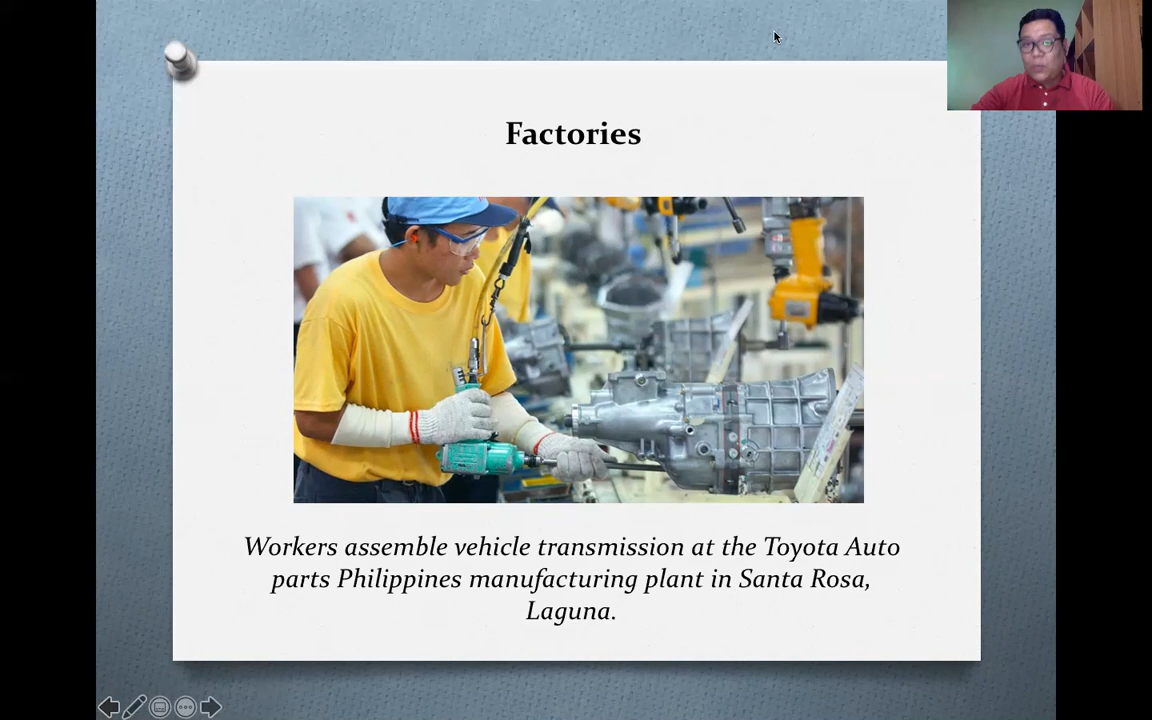 Factories
Workers assemble vehicle transmission at the Toyota Auto
parts Philippines manufacturing plant in Santa Rosa,
Laguna.